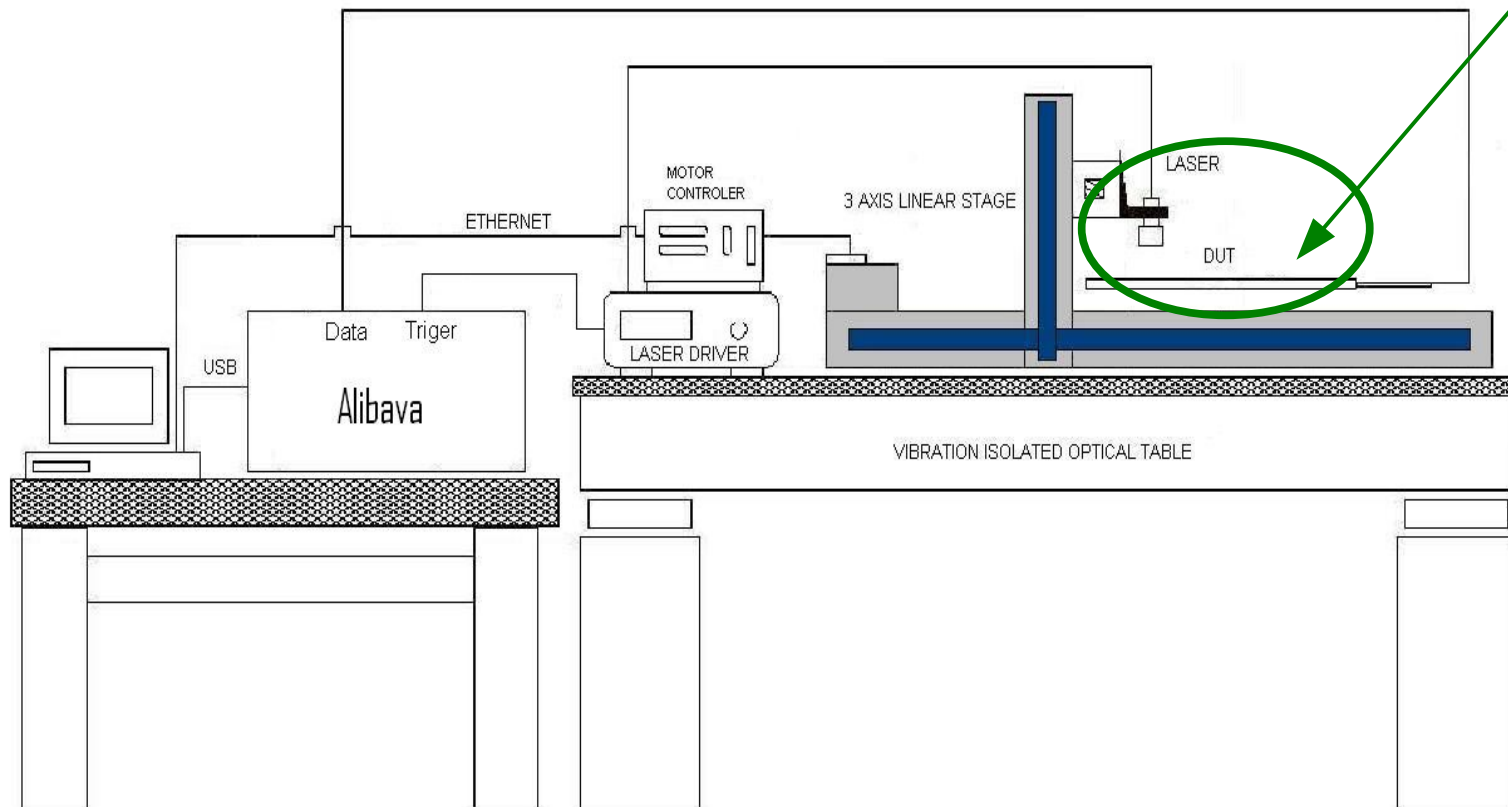 LASER
MOTOR
CONTROLER
3 AXIS LINEAR STAGE
ETHERNET
DUT
Data
Triger
LASER DRIVER
USB
Alibava
VIBRATION ISOLATED OPTICAL TABLE